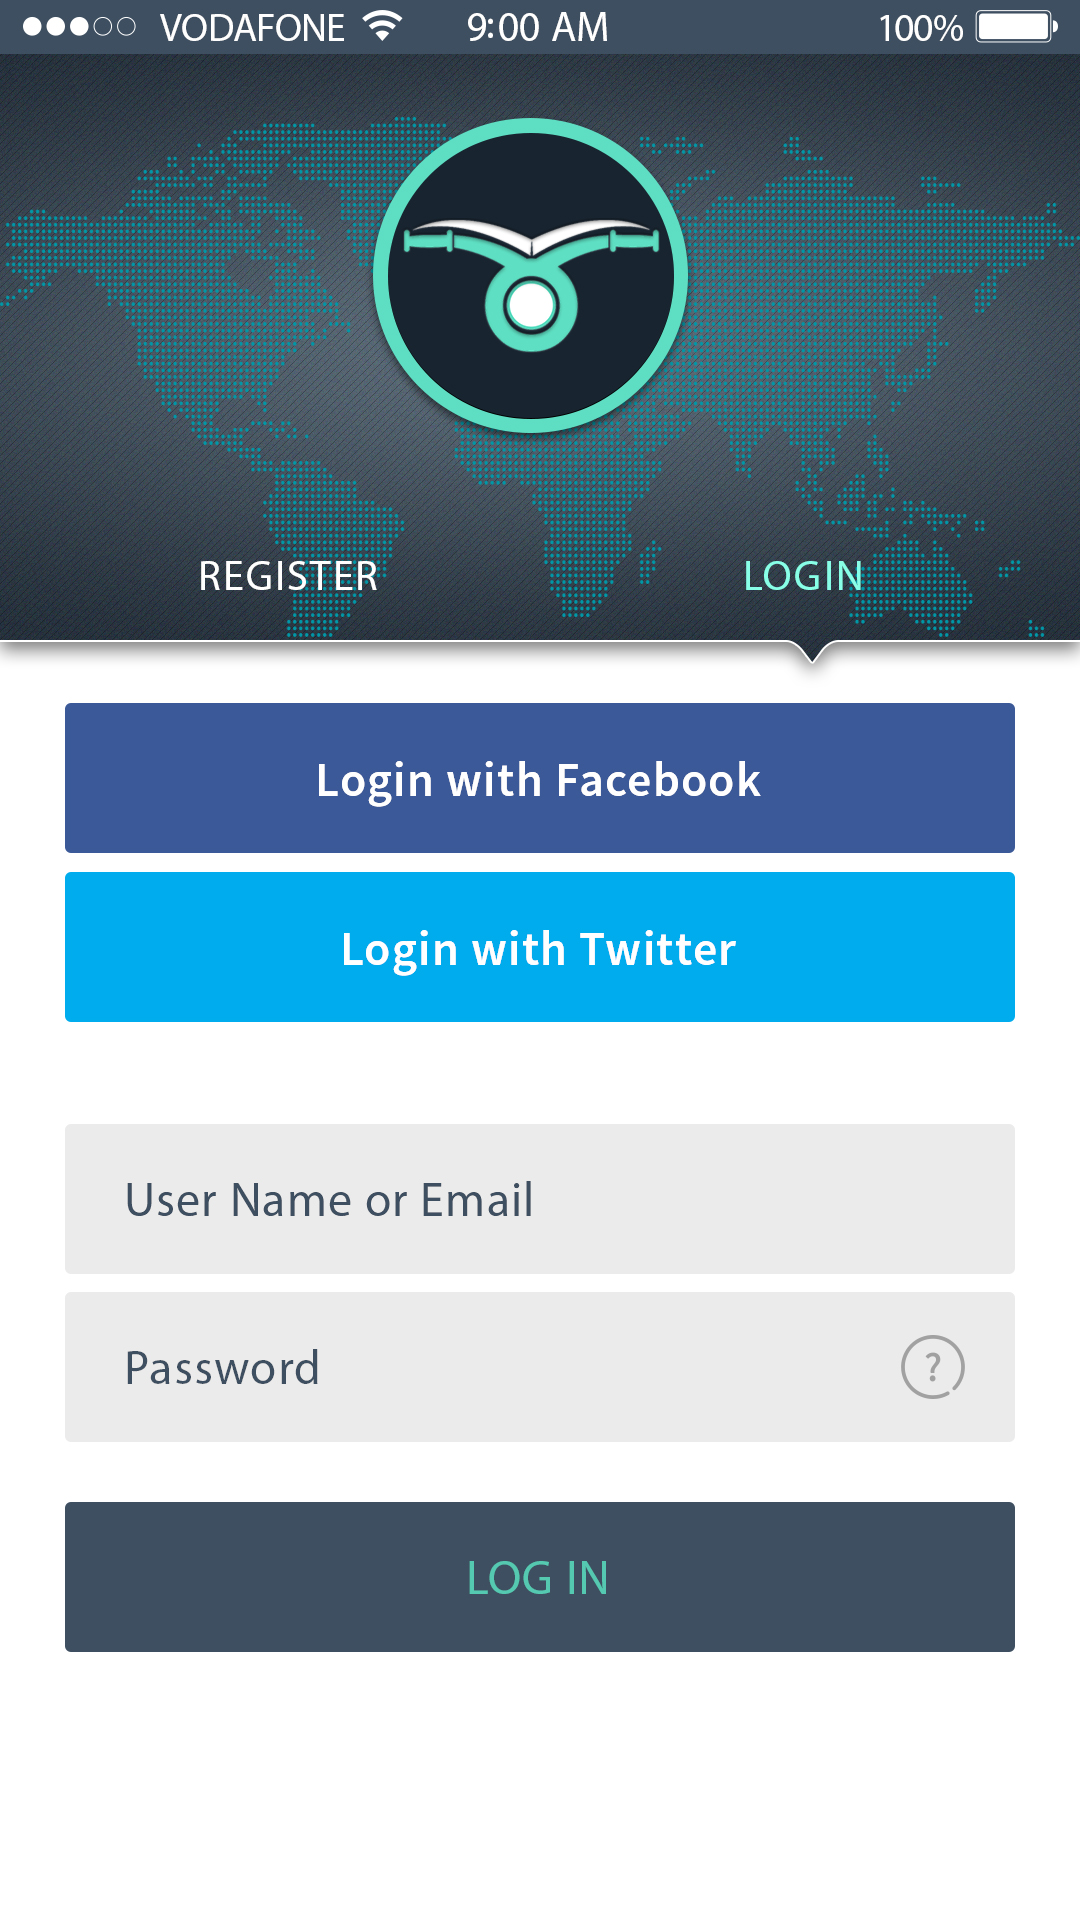 VODAFONE 9:00 AM 100%
REGISTER LOGIN
Login with Facebook
Login with Twitter
User Name or Email
Password ?
LOG IN